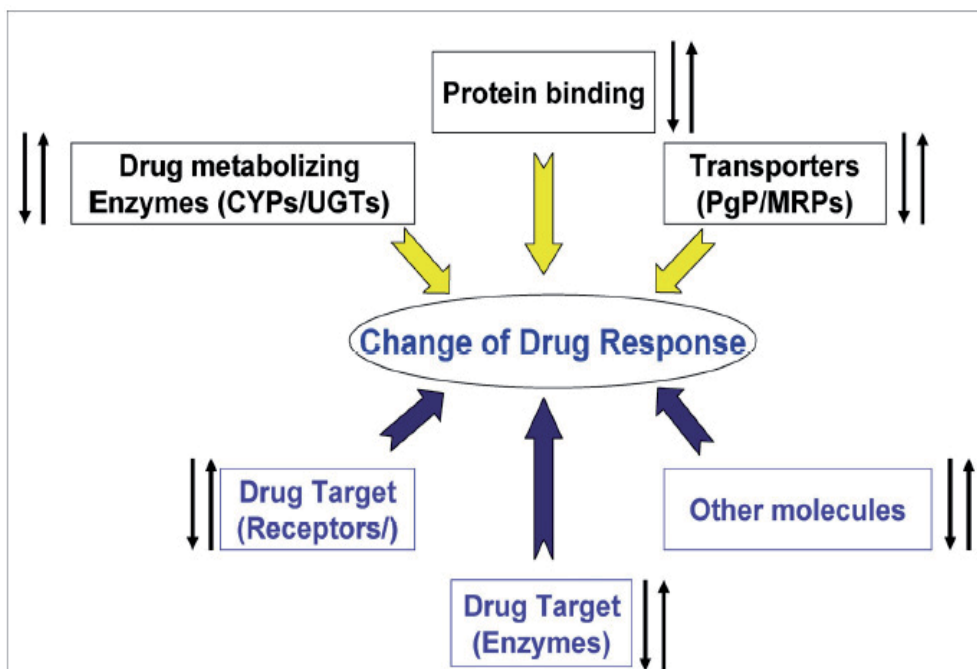 Protein binding
Drug metabolizing
Enzymes (CYPs/UGTs)
Transporters
(PgP/MRPs)
Change of Drug Response
Drug Target
(Receptors/)
Other molecules
Drug Target
(Enzymes)